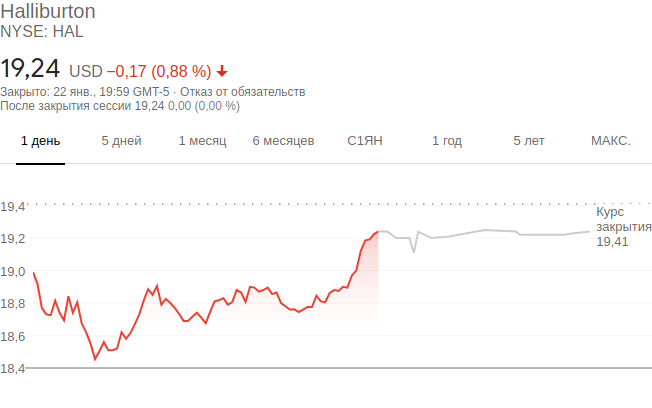 Halliburton
NYSE: HAL
19,24 USD −0,17 (0,88 %)
Закрыто: 22 янв., 19:59 GMT-5 · Отказ от обязательств
После закрытия сессии 19,24 0,00 (0,00 %)
1 день 5 дней 1 месяц 6 месяцев С1ЯН 1 год 5 лет МАКС.
19,4
Курс
закрытия
19,41
19,2
19,0
18,8
18,6
18,4